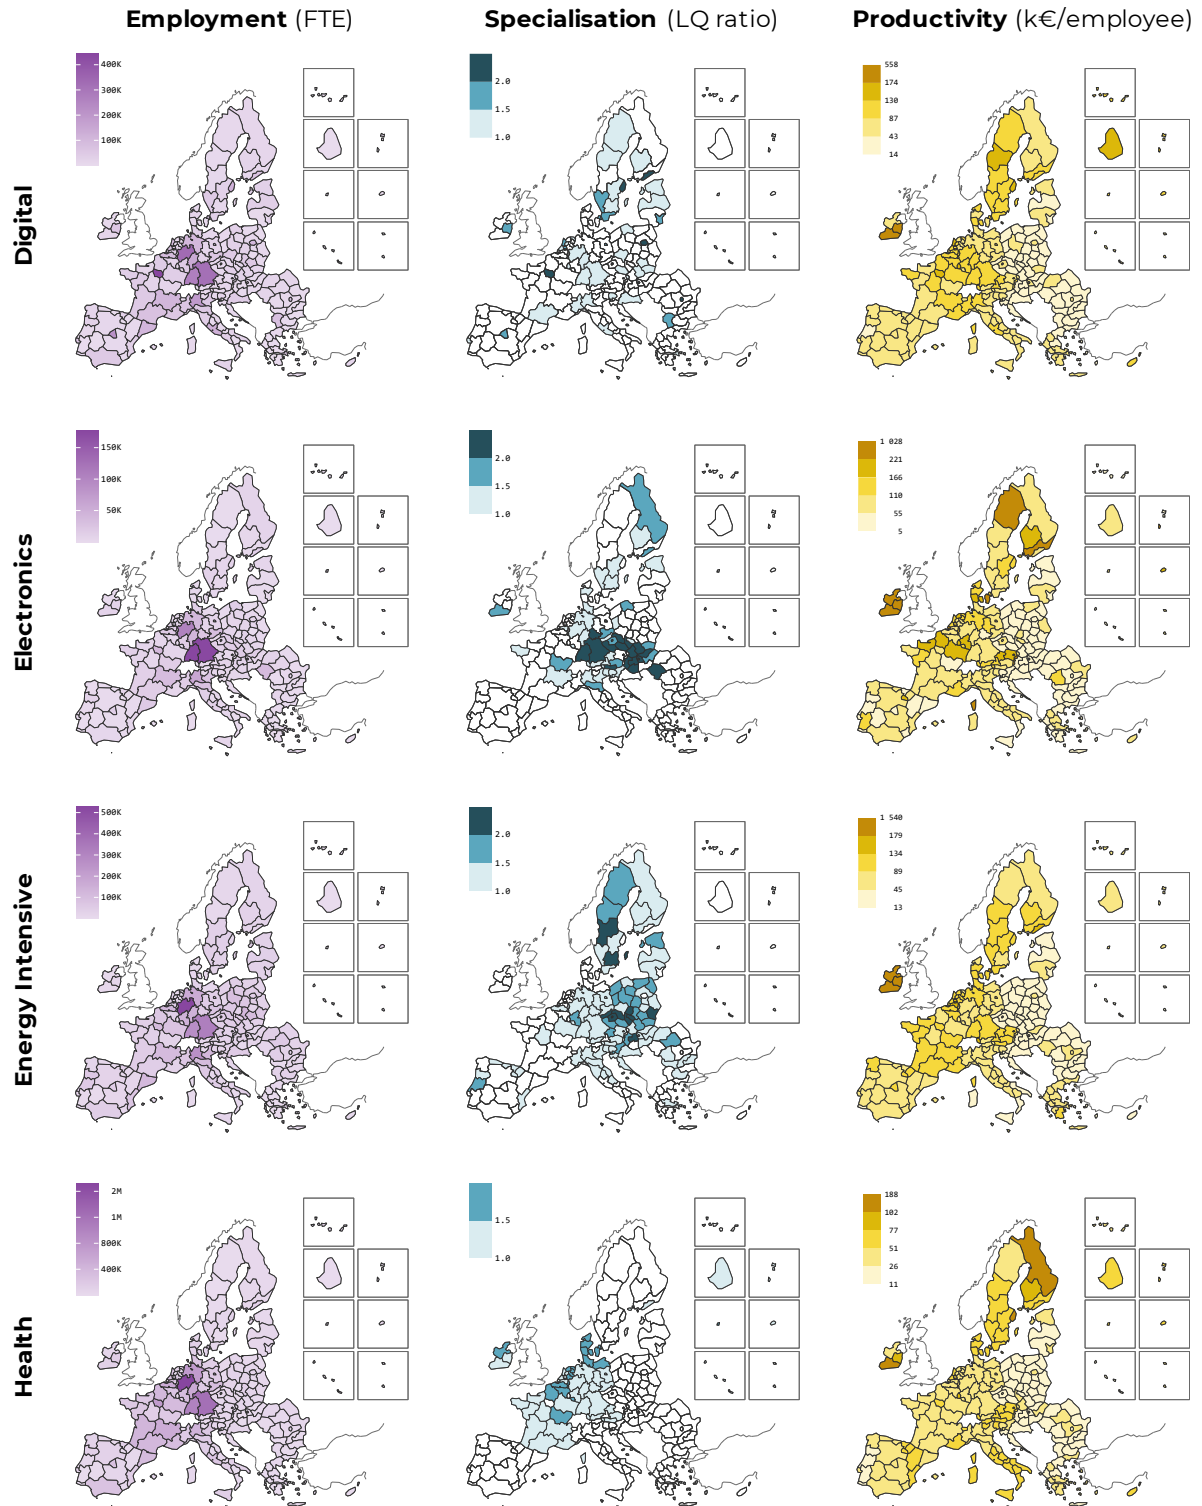 Employment (FTE) Specialisation (LQ ratio) Productivity (k€/employee)
Digital
400K
300K
200K
100K
2.0
1.5
1.0
558
174
130
87
43
14
Electronics
150K
100K
50K
2.0
1.5
1.0
1 028
221
166
110
55
5
Energy Intensive
500K
400K
300K
200K
100K
2.0
1.5
1.0
1 540
179
134
89
45
13
Health
2M
1M
800K
400K
1.5
1.0
188
102
77
51
26
11